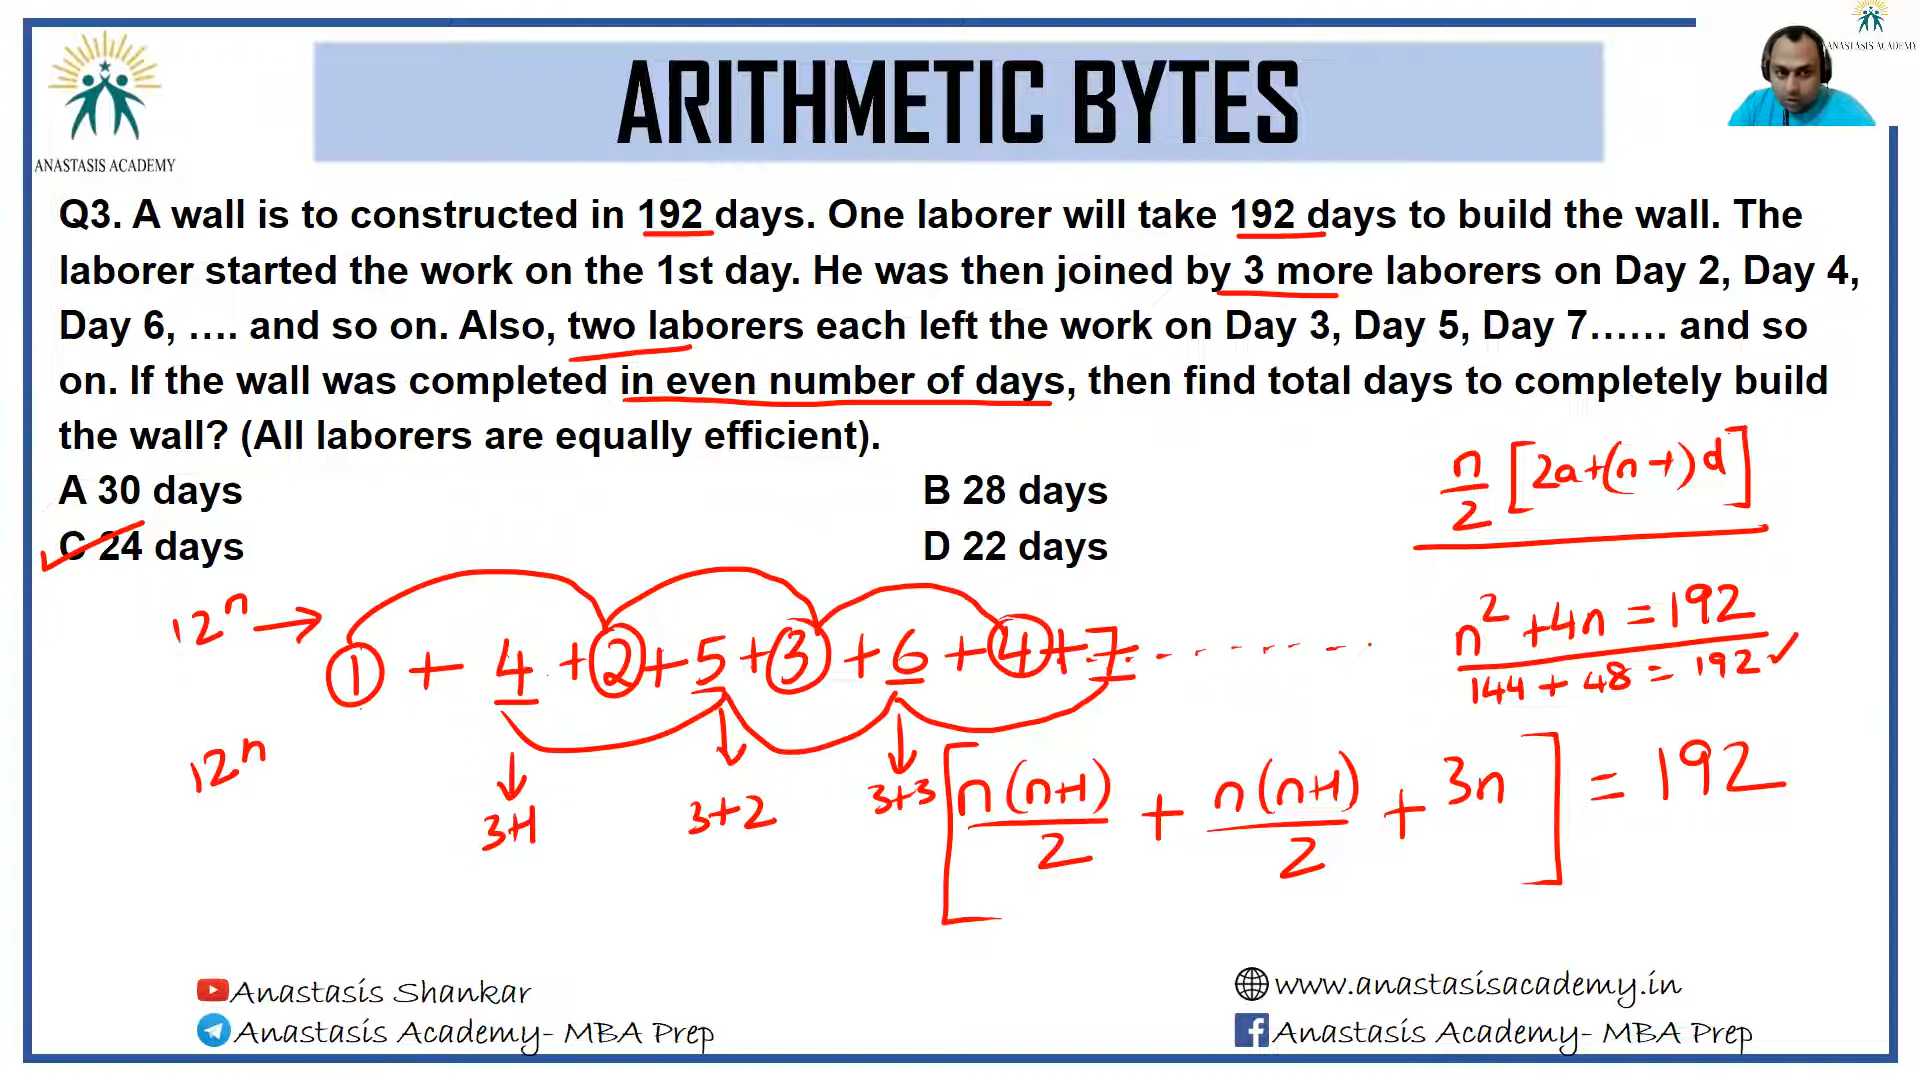 ARITHMETIC BYTES
ANASTASIS ACADEMY
ANASTASIS ACADEMY
Q3. A wall is to constructed in 192 days. One laborer will take 192 days to build the wall. The
laborer started the work on the 1st day. He was then joined by 3 more laborers on Day 2, Day 4,
Day 6, …. and so on. Also, two laborers each left the work on Day 3, Day 5, Day 7…… and so
on. If the wall was completed in even number of days, then find total days to completely build
the wall? (All laborers are equally efficient).
A 30 days
B 28 days
C 24 days
D 22 days
n/2 [2a+(n-1)d]
12ⁿ → 1 + 4 + 2 + 5 + 3 + 6 + 4 + 7 - - - - - - -
n² + 4n = 192
144 + 48 = 192 ✓
12ⁿ
3+1
3+2
3+3
[n(n+1)/2 + n(n+1)/2 + 3n] = 192
Anastasis Shankar
Anastasis Academy- MBA Prep
www.anastasisacademy.in
Anastasis Academy- MBA Prep